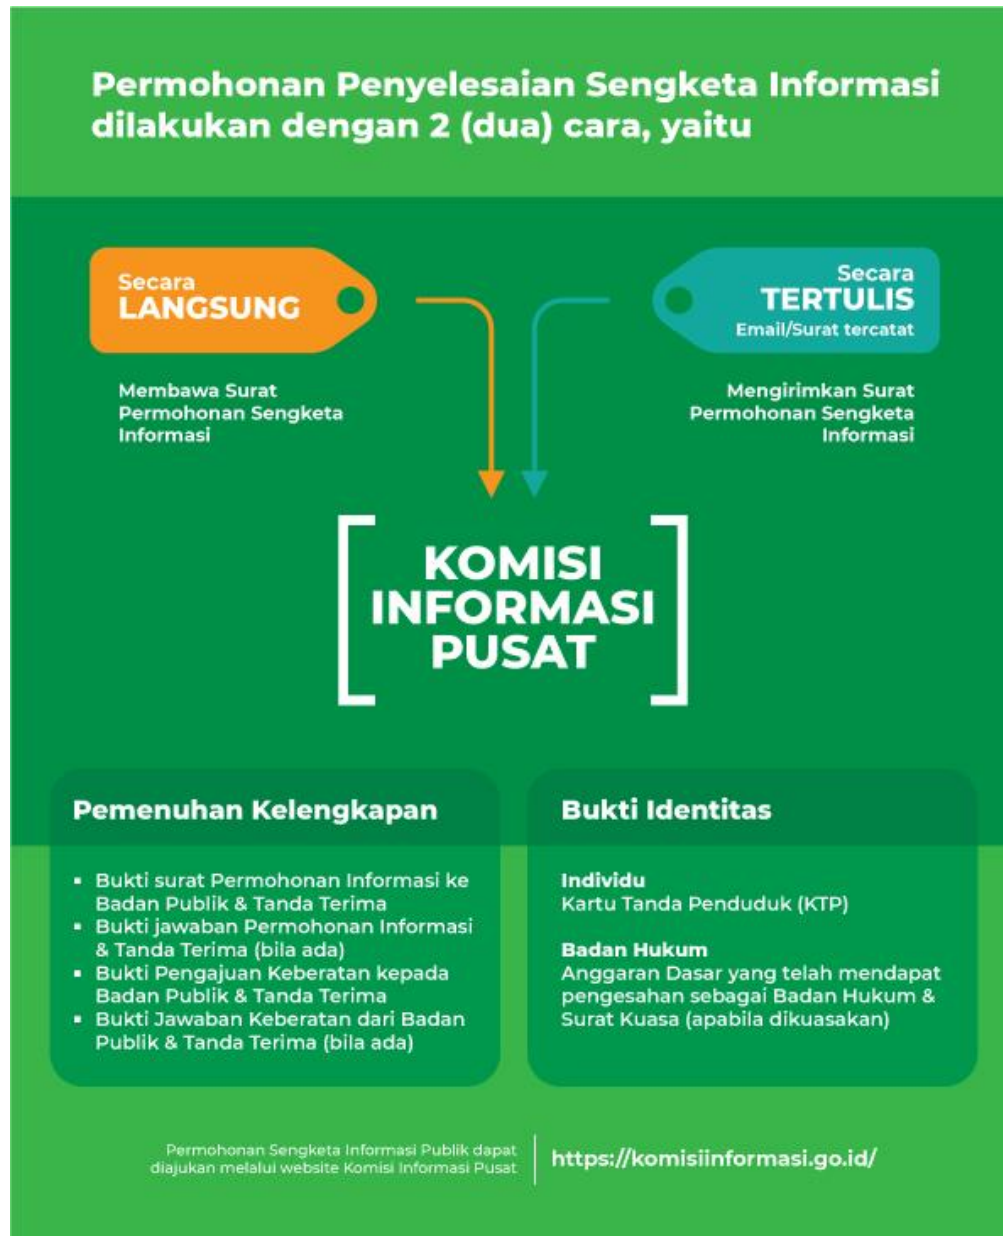 Permohonan Penyelesaian Sengketa Informasi
dilakukan dengan 2 (dua) cara, yaitu
Secara
LANGSUNG
Membawa Surat
Permohonan Sengketa
Informasi
Secara
TERTULIS
Email/Surat tercatat
Mengirimkan Surat
Permohonan Sengketa
Informasi
KOMISI
INFORMASI
PUSAT
Pemenuhan Kelengkapan
▪ Bukti surat Permohonan Informasi ke
Badan Publik & Tanda Terima
▪ Bukti jawaban Permohonan Informasi
& Tanda Terima (bila ada)
▪ Bukti Pengajuan Keberatan kepada
Badan Publik & Tanda Terima
▪ Bukti Jawaban Keberatan dari Badan
Publik & Tanda Terima (bila ada)
Bukti Identitas
Individu
Kartu Tanda Penduduk (KTP)
Badan Hukum
Anggaran Dasar yang telah mendapat
pengesahan sebagai Badan Hukum &
Surat Kuasa (apabila dikuasakan)
Permohonan Sengketa Informasi Publik dapat
diajukan melalui website Komisi Informasi Pusat
https://komisiinformasi.go.id/